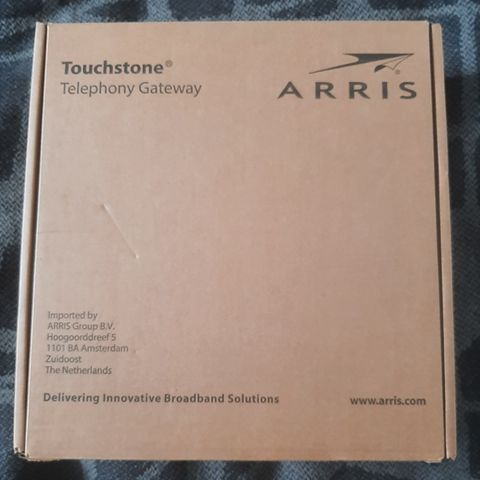 Touchstone®
Telephony Gateway
ARRIS®
Imported by
ARRIS Group B.V.
Hoogoorddreef 5
1101 BA Amsterdam
Zuidoost
The Netherlands
Delivering Innovative Broadband Solutions
www.arris.com